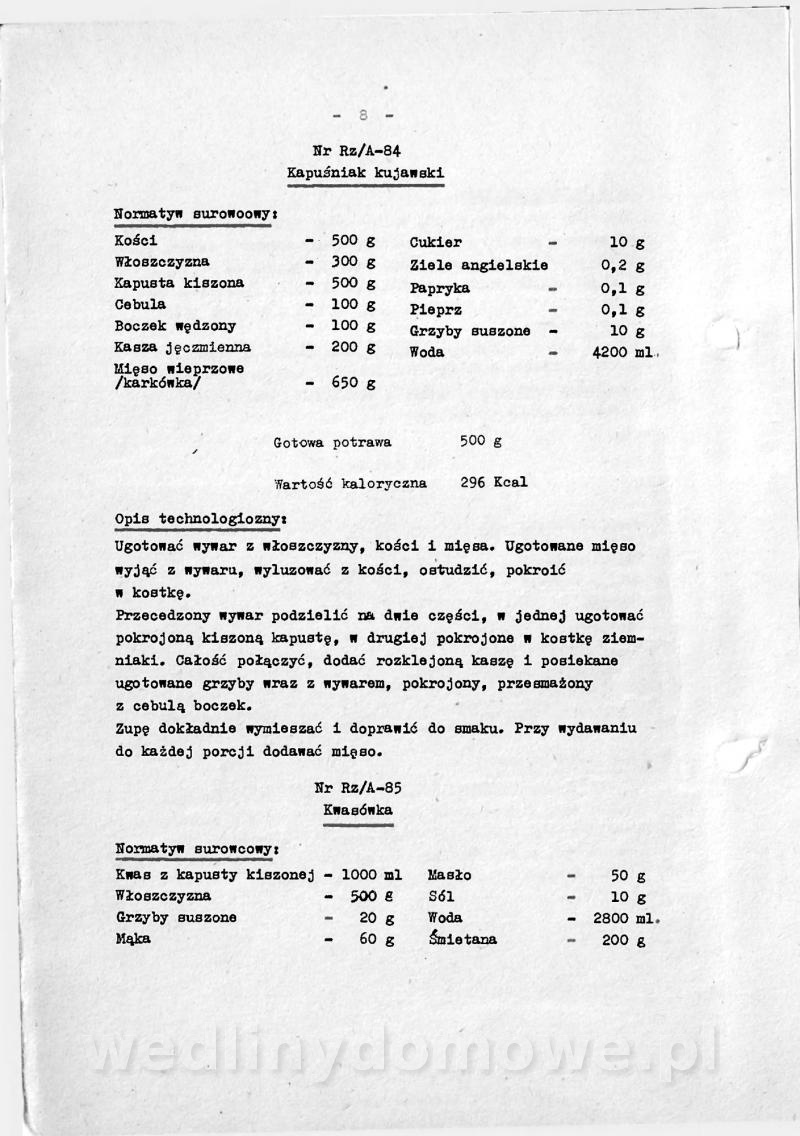 - 8 -
Nr Rz/A-84
Kapuśniak kujawski
Normatyw surowoowy:
Kości - 500 g Cukier - 10 g
Włoszczyzna - 300 g Ziele angielskie 0,2 g
Kapusta kiszona - 500 g Papryka - 0,1 g
Cebula - 100 g Pieprz - 0,1 g
Boczek wędzony - 100 g Grzyby suszone - 10 g
Kasza jęczmienna - 200 g Woda - 4200 ml.
Mięso wieprzowe
/karkówka/ - 650 g
Gotowa potrawa 500 g
Wartość kaloryczna 296 Kcal
Opis technologiozny:
Ugotować wywar z włoszczyzny, kości i mięsa. Ugotowane mięso
wyjąć z wywaru, wyluzować z kości, ostudzić, pokroić
w kostkę.
Przecedzony wywar podzielić na dwie części, w jednej ugotować
pokrojoną kiszoną kapustę, w drugiej pokrojone w kostkę ziem-
niaki. Całość połączyć, dodać rozklejoną kaszę i posiekane
ugotowane grzyby wraz z wywarem, pokrojony, przesmażony
z cebulą boczek.
Zupę dokładnie wymieszać i doprawić do smaku. Przy wydawaniu
do każdej porcji dodawać mięso.
Nr Rz/A-85
Kwasówka
Normatyw surowcowy:
Kwas z kapusty kiszonej - 1000 ml Masło - 50 g
Włoszczyzna - 500 g Sól - 10 g
Grzyby suszone - 20 g Woda - 2800 ml.
Mąka - 60 g Śmietana - 200 g
wedlinydomowe.pl